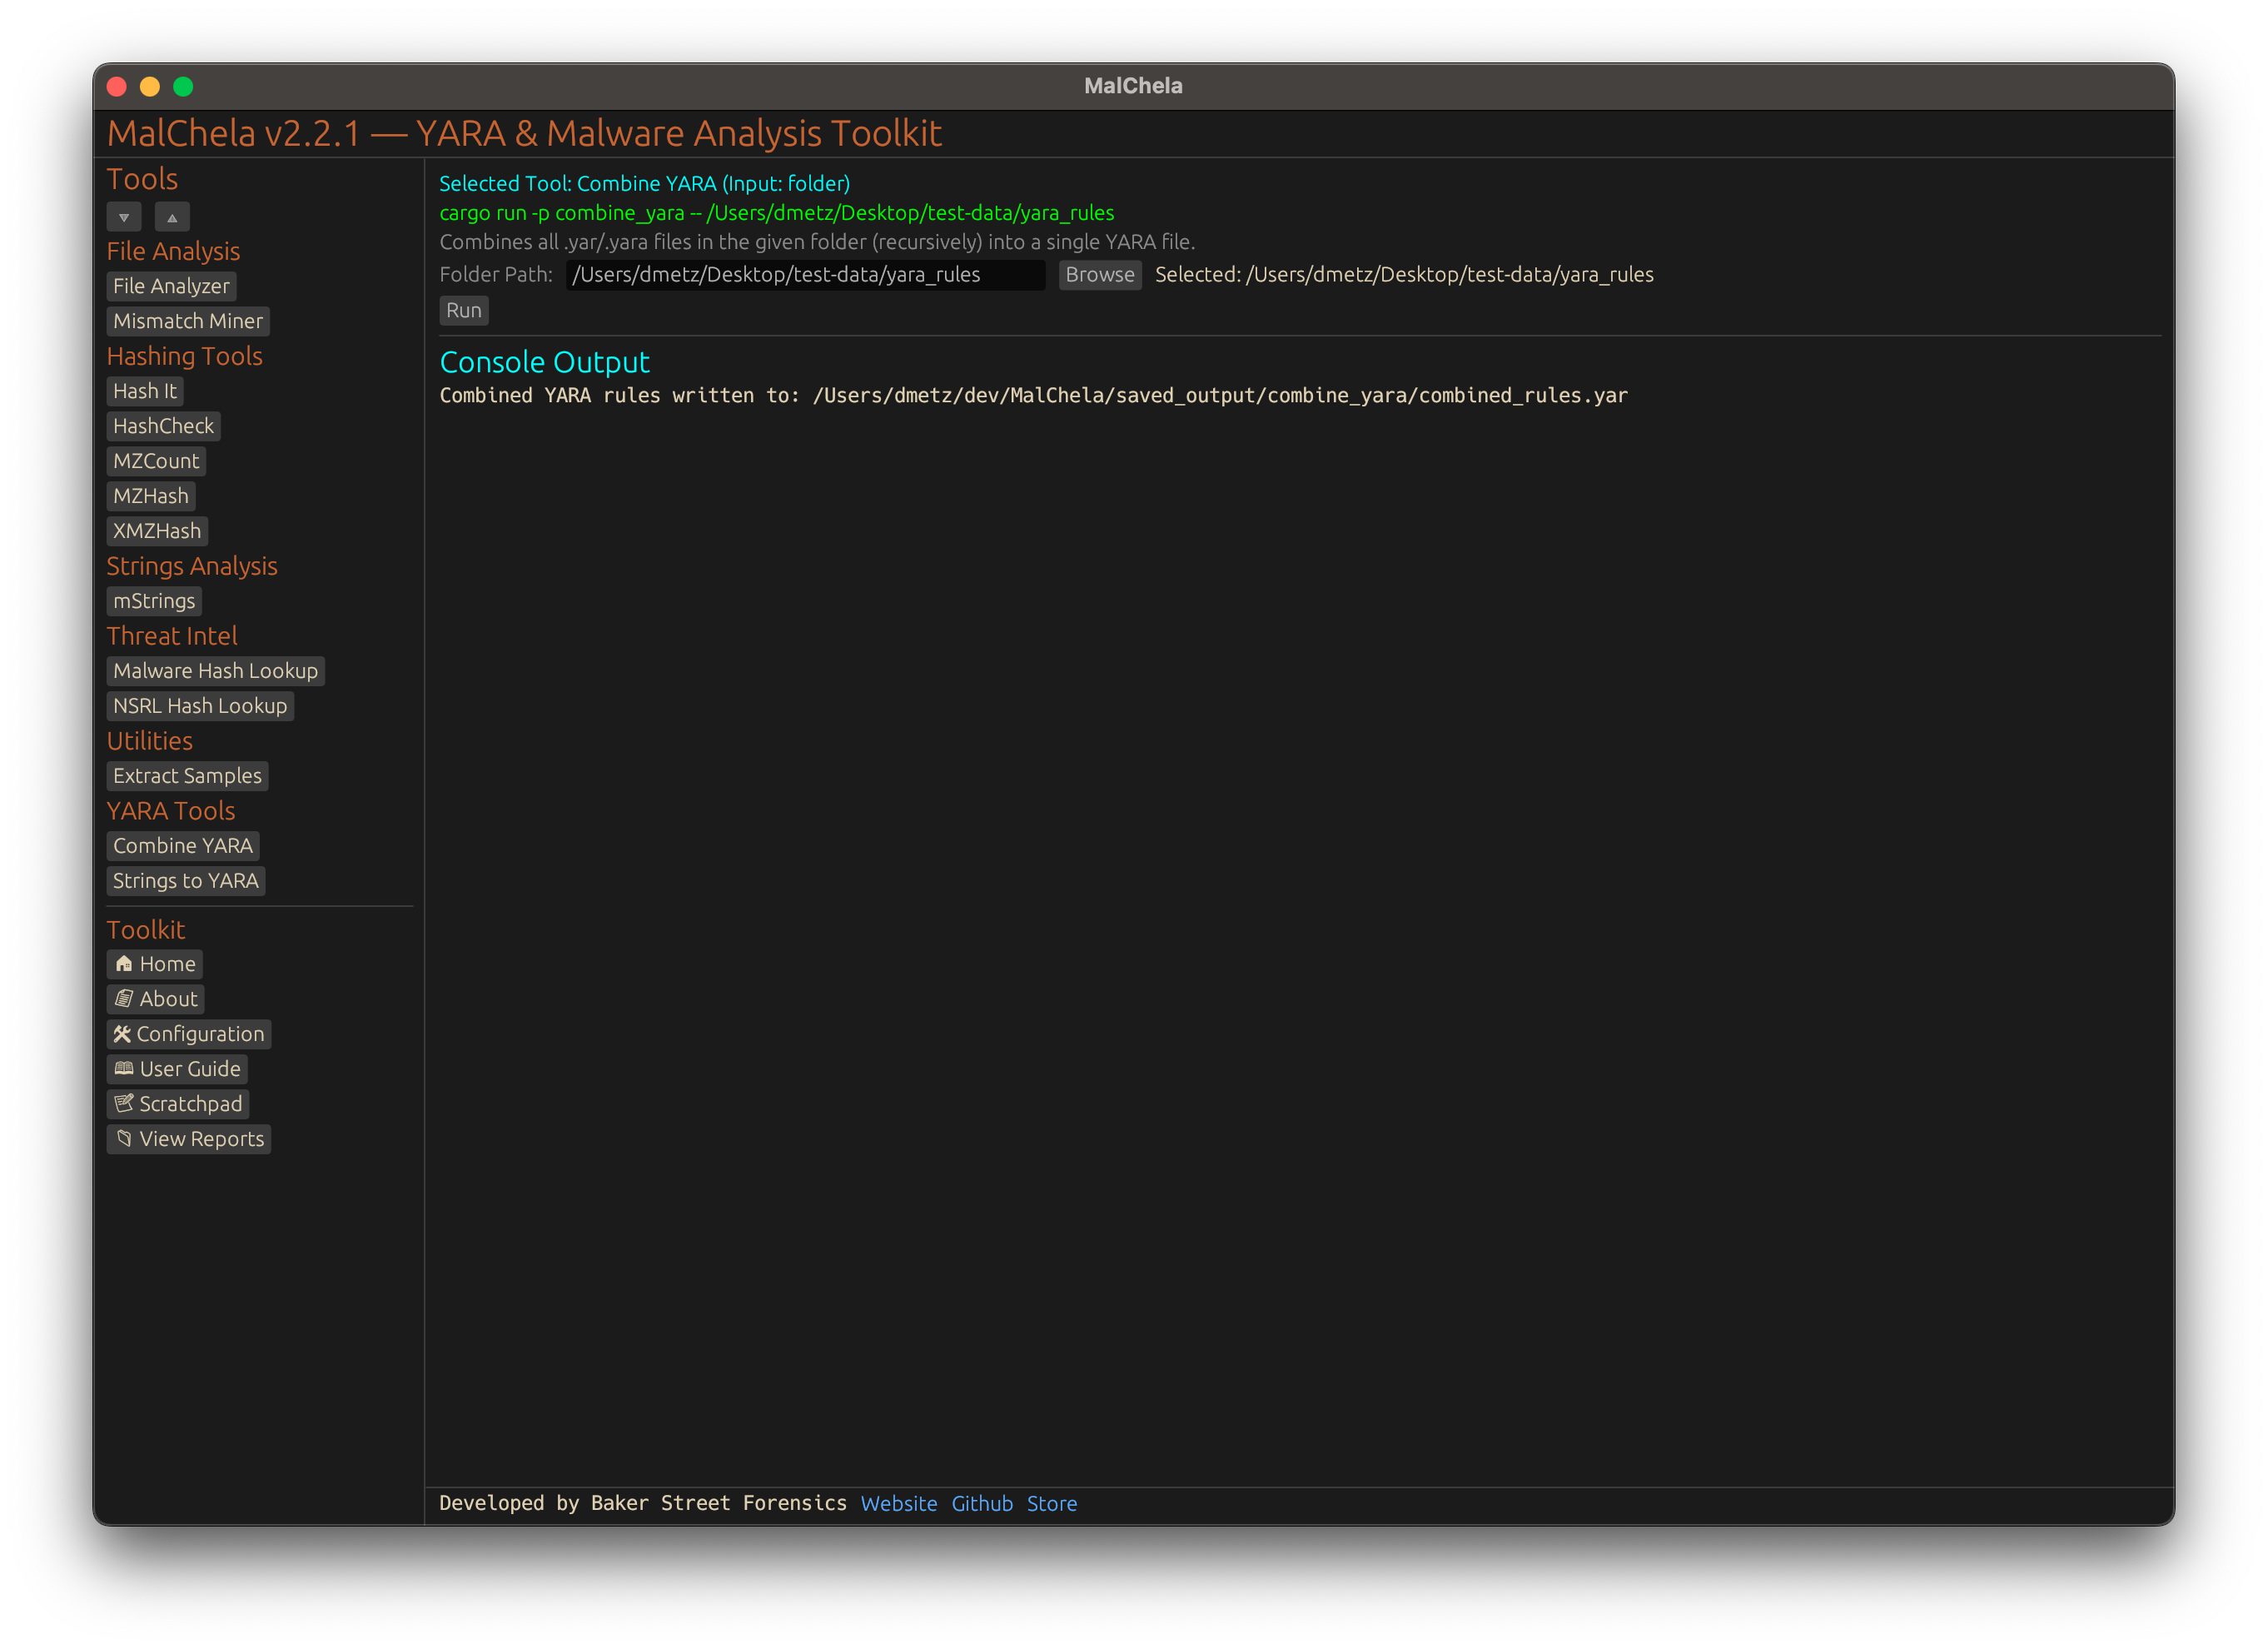 MalChela
MalChela v2.2.1 — YARA & Malware Analysis Toolkit
Tools
File Analysis
File Analyzer
Mismatch Miner
Hashing Tools
Hash It
HashCheck
MZCount
MZHash
XMZHash
Strings Analysis
mStrings
Threat Intel
Malware Hash Lookup
NSRL Hash Lookup
Utilities
Extract Samples
YARA Tools
Combine YARA
Strings to YARA
Toolkit
Home
About
Configuration
User Guide
Scratchpad
View Reports
Selected Tool: Combine YARA (Input: folder)
cargo run -p combine_yara -- /Users/dmetz/Desktop/test-data/yara_rules
Combines all .yar/.yara files in the given folder (recursively) into a single YARA file.
Folder Path: /Users/dmetz/Desktop/test-data/yara_rules Browse Selected: /Users/dmetz/Desktop/test-data/yara_rules
Run
Console Output
Combined YARA rules written to: /Users/dmetz/dev/MalChela/saved_output/combine_yara/combined_rules.yar
Developed by Baker Street Forensics Website Github Store